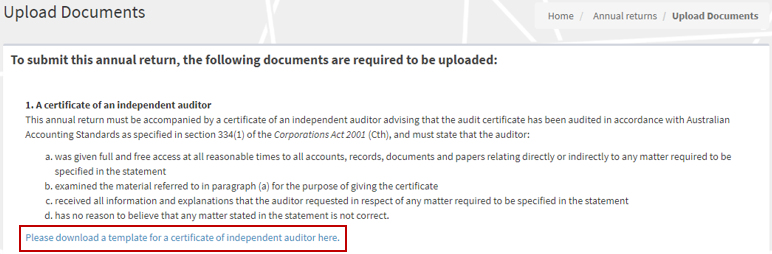 Upload Documents
Home / Annual returns / Upload Documents
To submit this annual return, the following documents are required to be uploaded:
1. A certificate of an independent auditor
This annual return must be accompanied by a certificate of an independent auditor advising that the audit certificate has been audited in accordance with Australian
Accounting Standards as specified in section 334(1) of the Corporations Act 2001 (Cth), and must state that the auditor:
a. was given full and free access at all reasonable times to all accounts, records, documents and papers relating directly or indirectly to any matter required to be
specified in the statement
b. examined the material referred to in paragraph (a) for the purpose of giving the certificate
c. received all information and explanations that the auditor requested in respect of any matter required to be specified in the statement
d. has no reason to believe that any matter stated in the statement is not correct.
Please download a template for a certificate of independent auditor here.